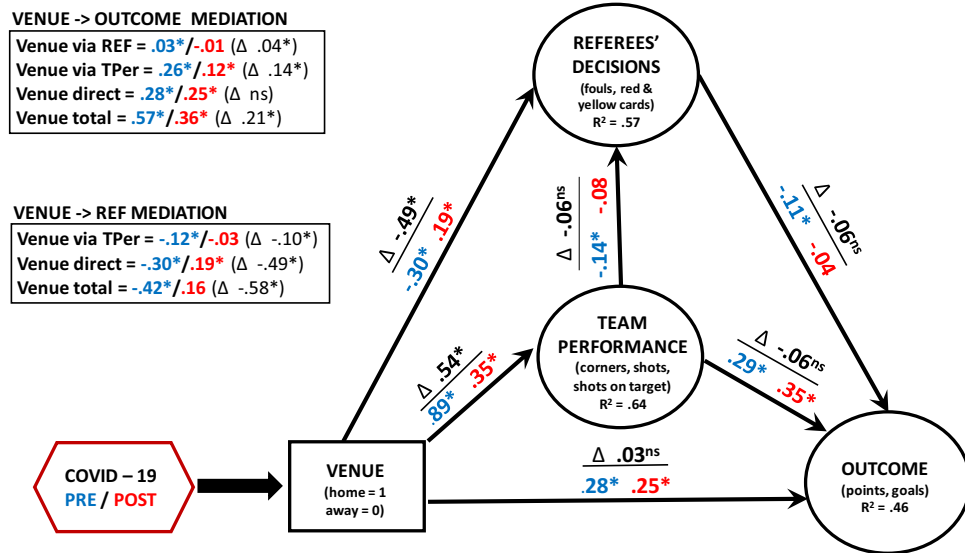 VENUE -> OUTCOME MEDIATION
Venue via REF = .03*/-.01 (Δ .04*)
Venue via TPer = .26*/.12* (Δ .14*)
Venue direct = .28*/.25* (Δ ns)
Venue total = .57*/.36* (Δ .21*)
VENUE -> REF MEDIATION
Venue via TPer = -.12*/-.03 (Δ -.10*)
Venue direct = -.30*/.19* (Δ -.49*)
Venue total = -.42*/.16 (Δ -.58*)
REFEREES'
DECISIONS
(fouls, red &
yellow cards)
R² = .57
Δ -.49*
-.30* .19*
Δ -.06ns
-.14* -.08
Δ -.06ns
-.11* -.04
TEAM
PERFORMANCE
(corners, shots,
shots on target)
R² = .64
Δ .54*
.89* .35*
Δ -.06ns
.29* .35*
COVID – 19
PRE / POST
VENUE
(home = 1
away = 0)
Δ .03ns
.28* .25*
OUTCOME
(points, goals)
R² = .46